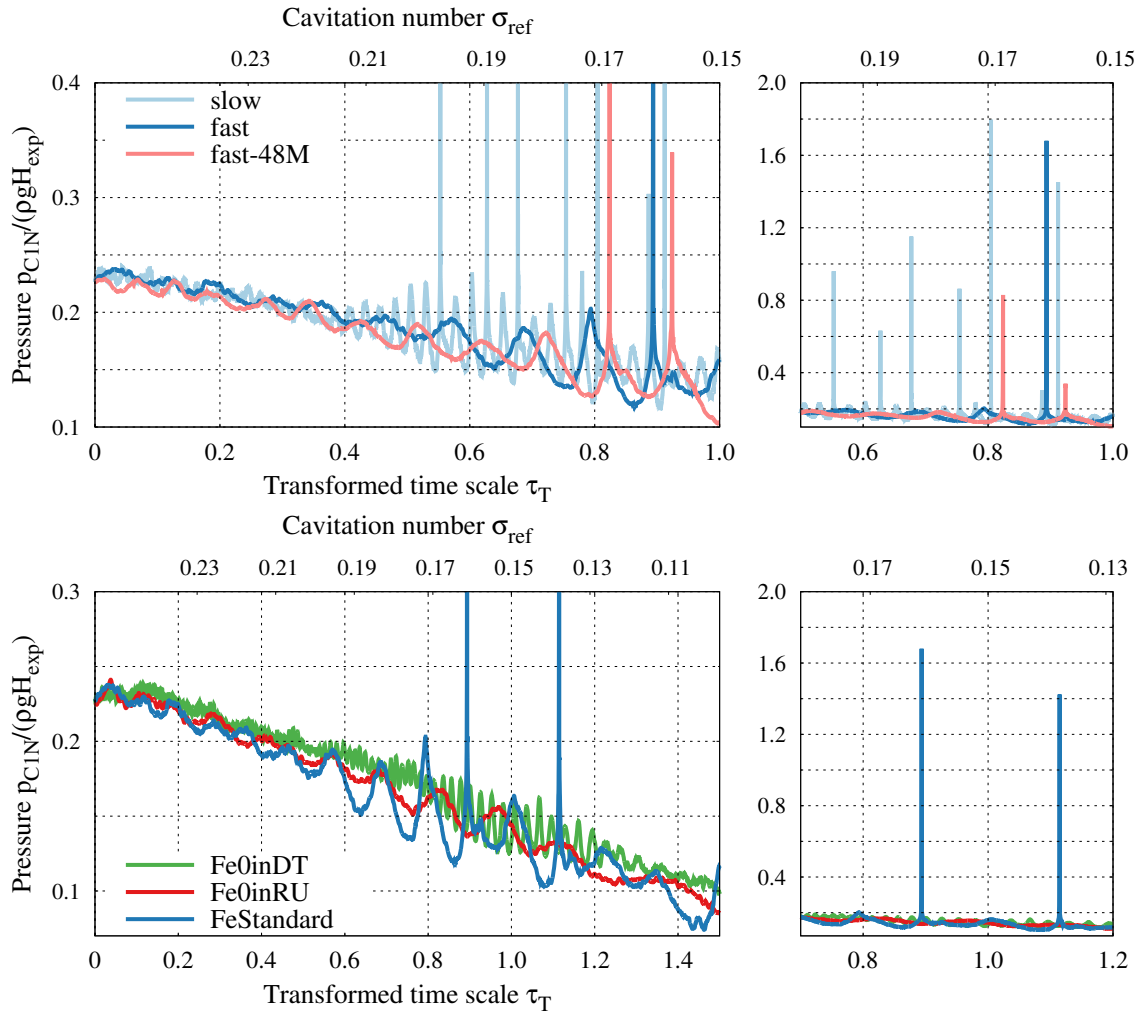 Cavitation number σref
0.23 0.21 0.19 0.17 0.15
0.19 0.17 0.15
0.4
0.3
0.2
0.1
Pressure pC1N/(ρgHexp)
slow
fast
fast-48M
2.0
1.6
1.2
0.8
0.4
0 0.2 0.4 0.6 0.8 1.0
0.6 0.8 1.0
Transformed time scale τT
Cavitation number σref
0.23 0.21 0.19 0.17 0.15 0.13 0.11
0.17 0.15 0.13
0.3
0.2
0.1
Pressure pC1N/(ρgHexp)
Fe0inDT
Fe0inRU
FeStandard
2.0
1.6
1.2
0.8
0.4
0 0.2 0.4 0.6 0.8 1.0 1.2 1.4
0.8 1.0 1.2
Transformed time scale τT